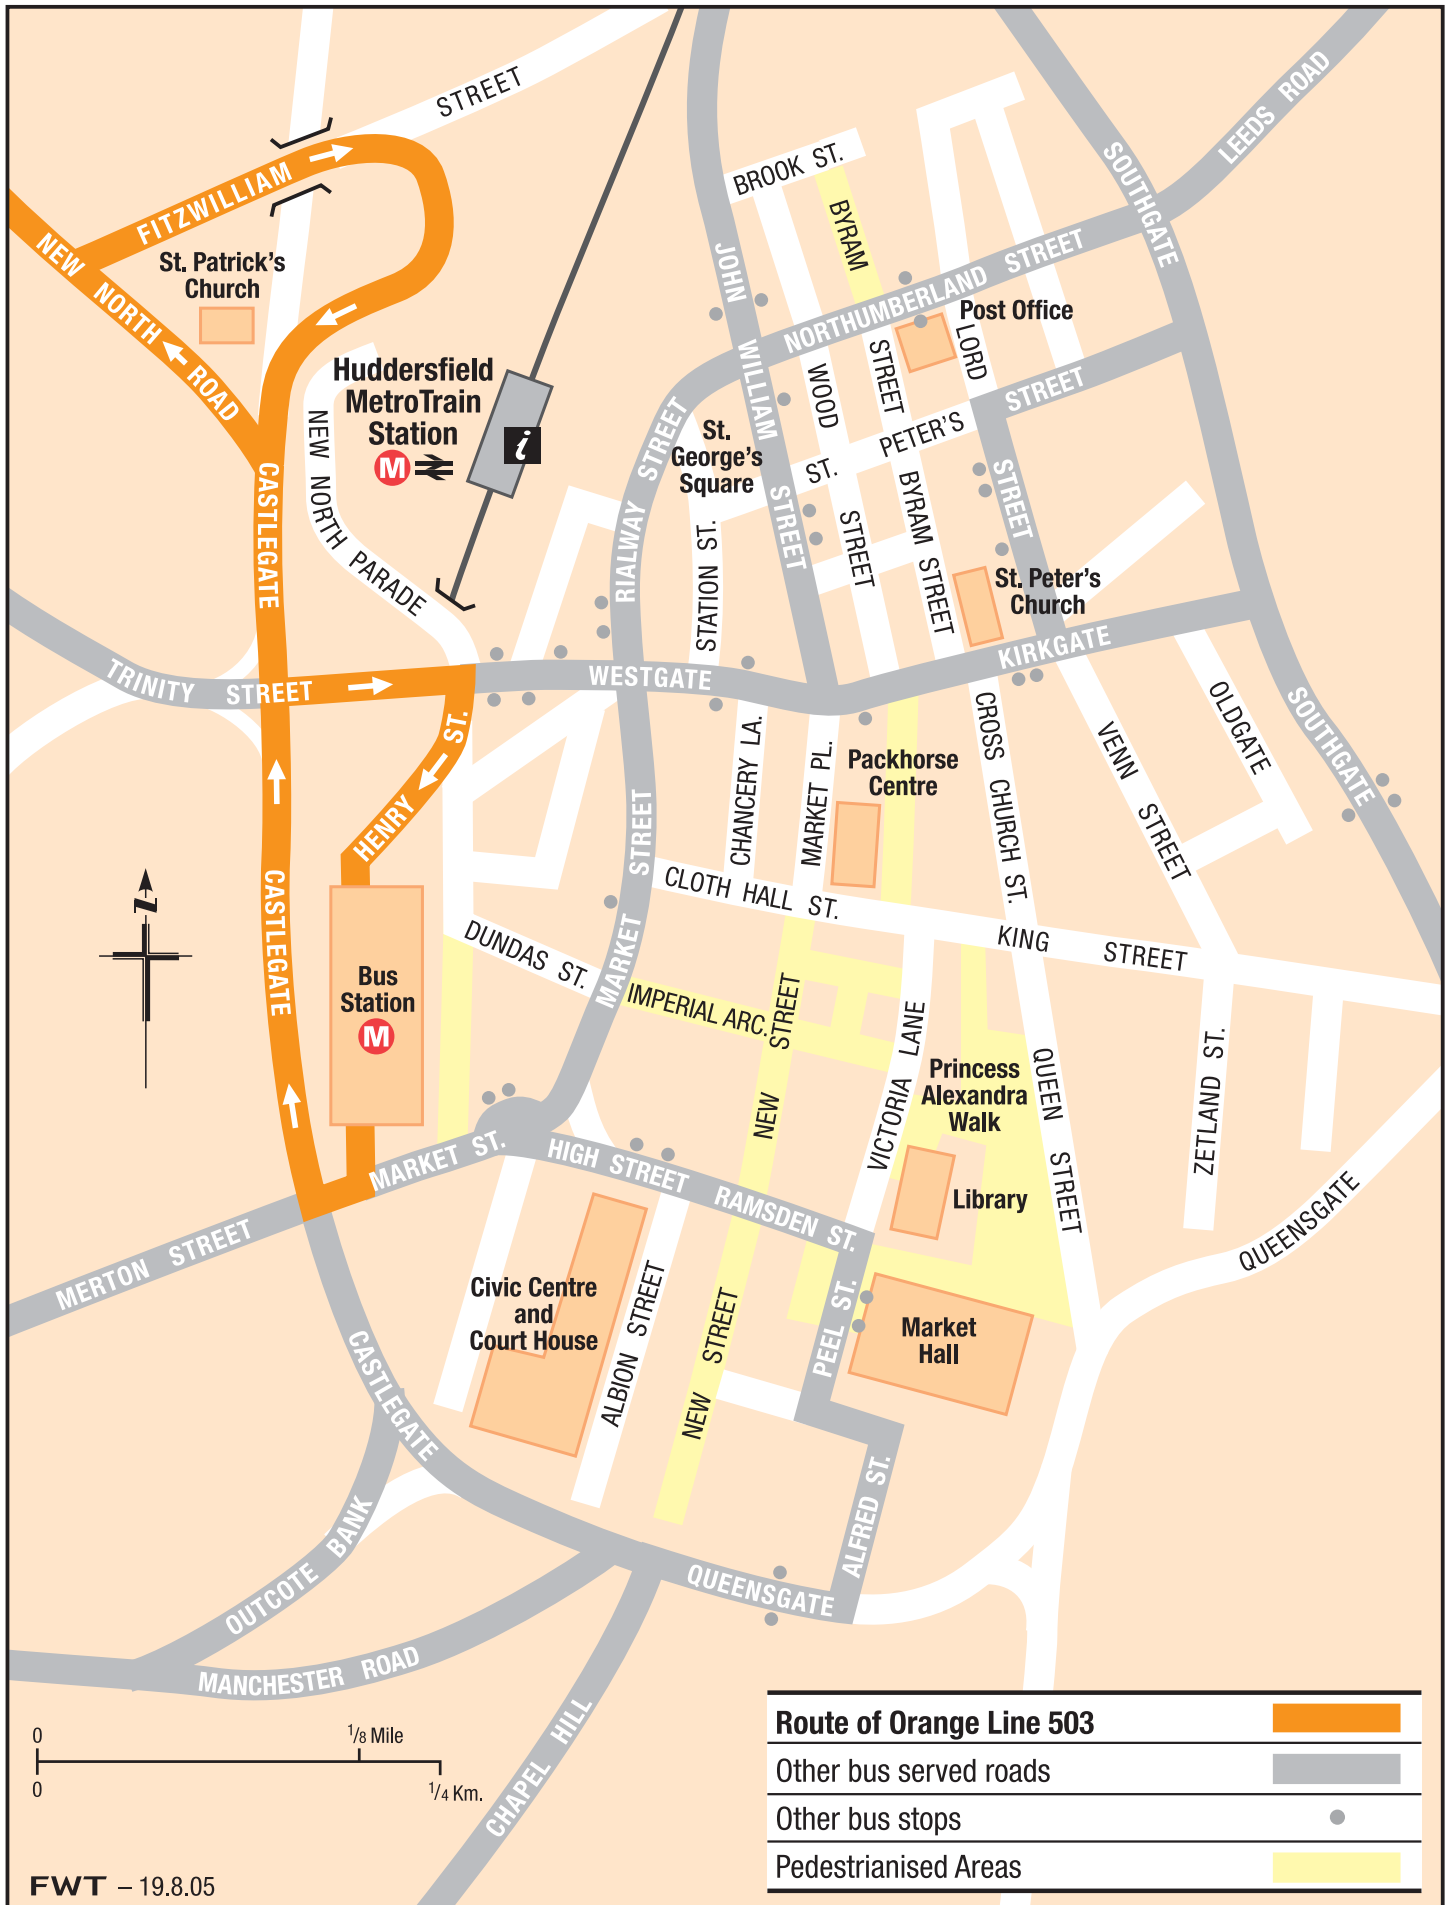 STREET
FITZWILLIAM
NEW NORTH ROAD
St. Patrick's
Church
Huddersfield
MetroTrain
Station
M
i
NEW NORTH PARADE
CASTLEGATE
TRINITY STREET
HENRY ST.
CASTLEGATE
Bus
Station
M
BROOK ST.
BYRAM
STREET
JOHN
WILLIAM
STREET
NORTHUMBERLAND STREET
SOUTHGATE
LEEDS ROAD
Post Office
LORD
STREET
WOOD
STREET
ST. PETER'S STREET
BYRAM STREET
St.
George's
Square
RIALWAY STREET
STATION ST.
St. Peter's
Church
WESTGATE
KIRKGATE
SOUTHGATE
OLDGATE
VENN STREET
CROSS CHURCH ST.
CHANCERY LA.
MARKET PL.
Packhorse
Centre
MARKET STREET
CLOTH HALL ST.
KING STREET
DUNDAS ST.
IMPERIAL ARC.
NEW STREET
VICTORIA LANE
Princess
Alexandra
Walk
QUEEN STREET
ZETLAND ST.
Library
QUEENSGATE
MARKET ST.
HIGH STREET
RAMSDEN ST.
MERTON STREET
Civic Centre
and
Court House
ALBION STREET
NEW STREET
PEEL ST.
Market
Hall
CASTLEGATE
ALFRED ST.
QUEENSGATE
OUTCOTE BANK
MANCHESTER ROAD
CHAPEL HILL
0 1/8 Mile
0 1/4 Km.
FWT – 19.8.05
Route of Orange Line 503
Other bus served roads
Other bus stops
Pedestrianised Areas